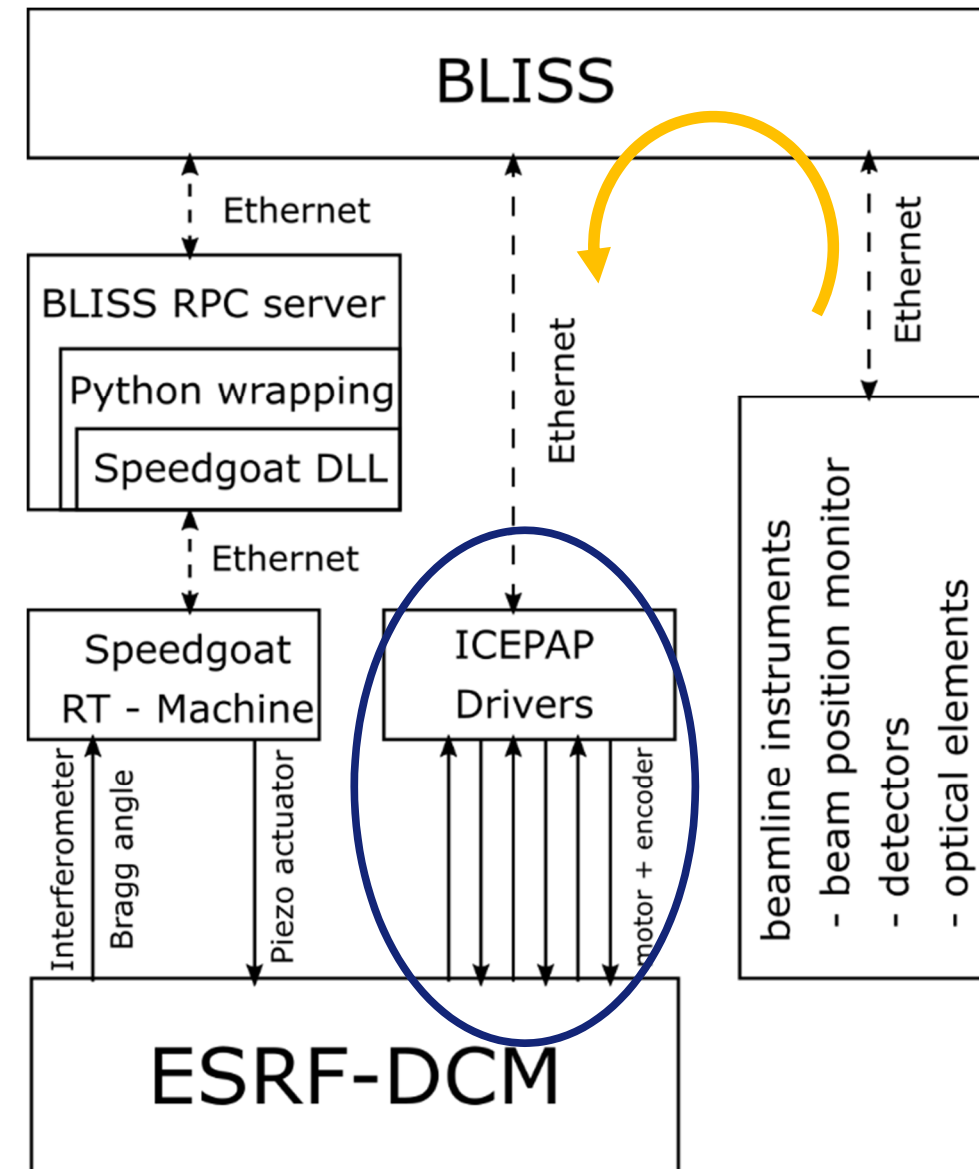 BLISS
Ethernet
BLISS RPC server
Python wrapping
Speedgoat DLL
Ethernet
Speedgoat
RT - Machine
Interferometer
Bragg angle
Piezo actuator
Ethernet
ICEPAP
Drivers
motor + encoder
Ethernet
beamline instruments
- beam position monitor
- detectors
- optical elements
ESRF-DCM